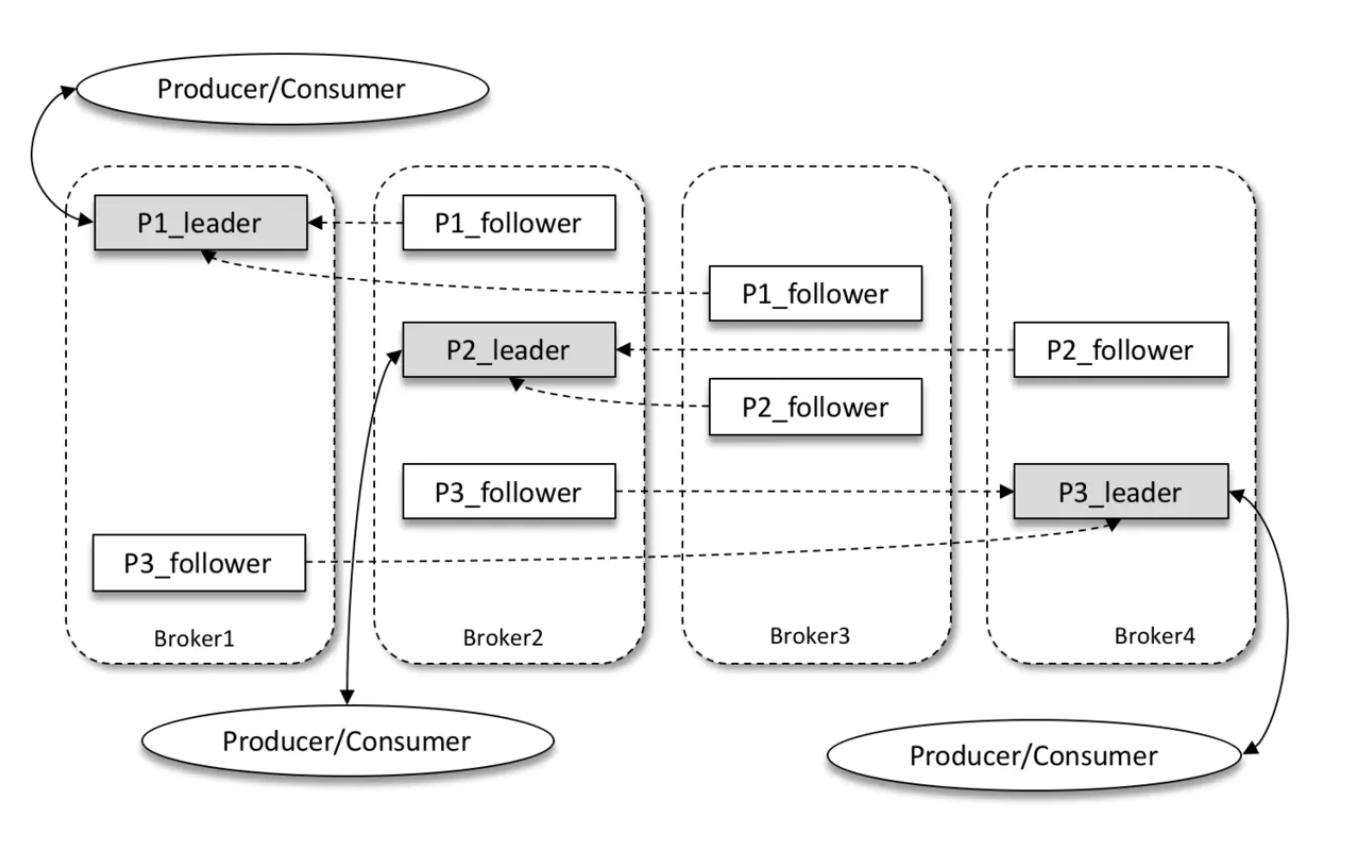 Producer/Consumer
P1_leader
P1_follower
P1_follower
P2_leader
P2_follower
P2_follower
P3_follower
P3_leader
P3_follower
Broker1
Broker2
Broker3
Broker4
Producer/Consumer
Producer/Consumer